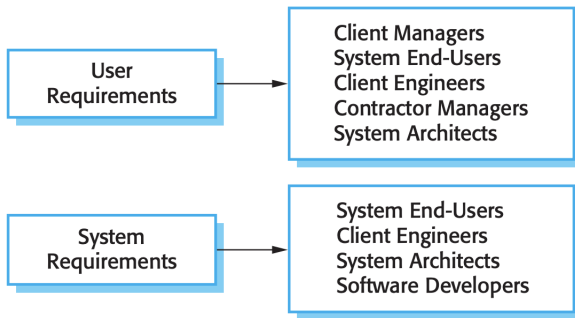 User
Requirements
Client Managers
System End-Users
Client Engineers
Contractor Managers
System Architects
System
Requirements
System End-Users
Client Engineers
System Architects
Software Developers